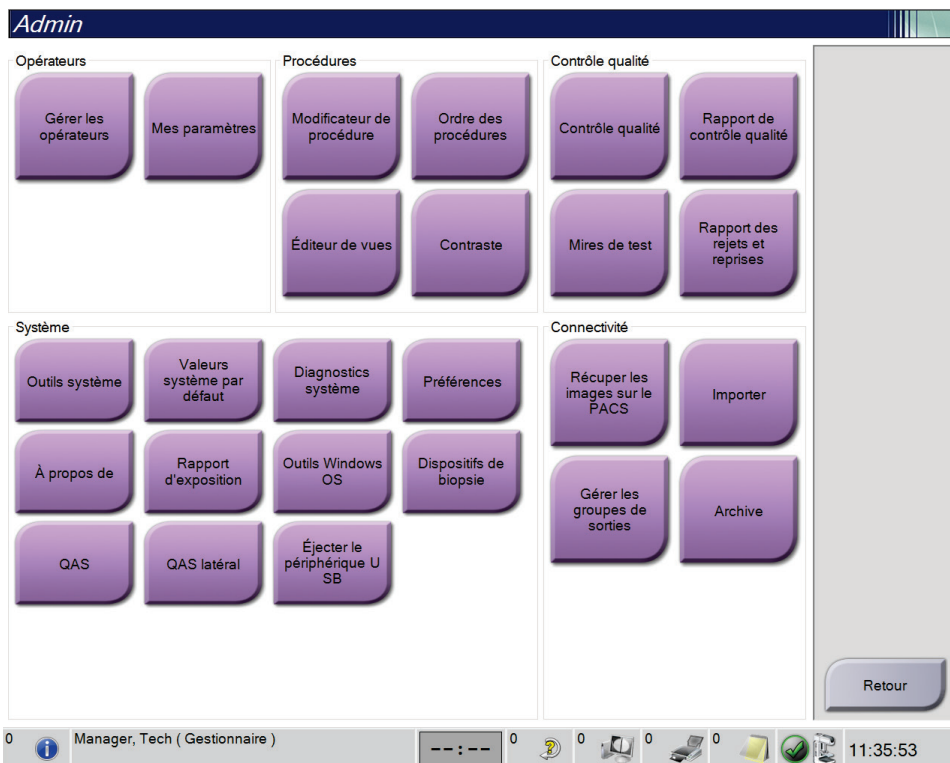 Admin
Opérateurs
Gérer les
opérateurs
Mes paramètres
Procédures
Modificateur de
procédure
Ordre des
procédures
Éditeur de vues
Contraste
Contrôle qualité
Contrôle qualité
Rapport de
contrôle qualité
Mires de test
Rapport des
rejets et
reprises
Système
Outils système
Valeurs
système par
défaut
Diagnostics
système
Préférences
À propos de
Rapport
d'exposition
Outils Windows
OS
Dispositifs de
biopsie
QAS
QAS latéral
Éjecter le
périphérique U
SB
Connectivité
Récuper les
images sur le
PACS
Importer
Gérer les
groupes de
sorties
Archive
Retour
0
Manager, Tech ( Gestionnaire )
--:--
0
0
0
0
11:35:53